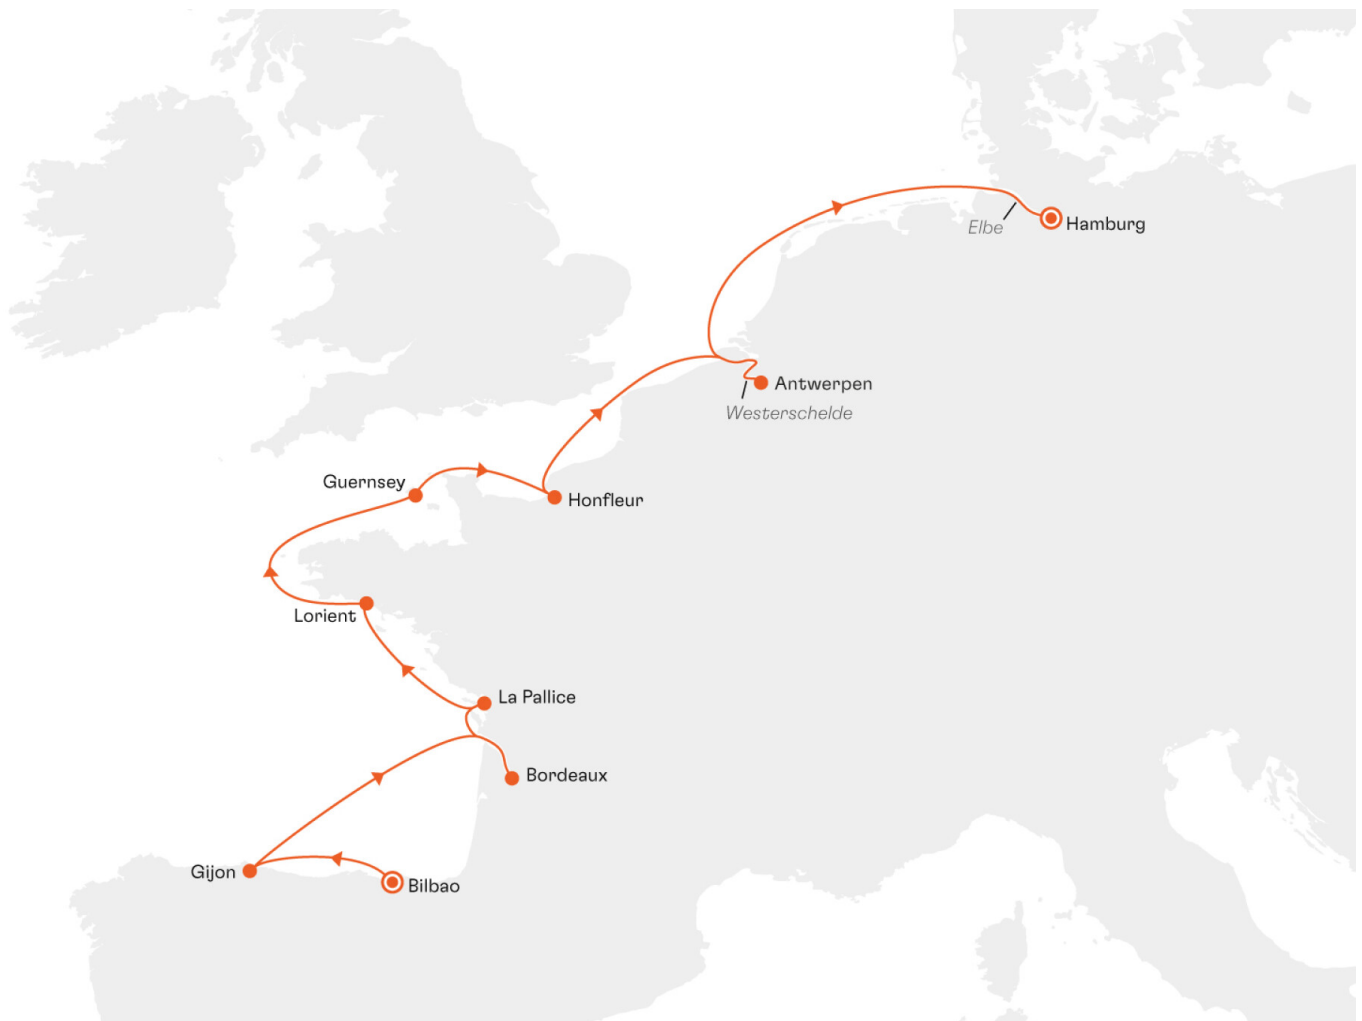 Elbe
Hamburg
Antwerpen
Westerschelde
Guernsey
Honfleur
Lorient
La Pallice
Bordeaux
Gijon
Bilbao